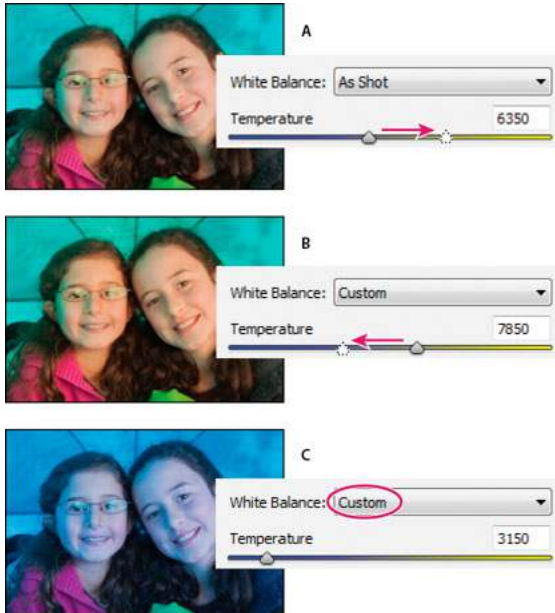 A
White Balance: As Shot
Temperature 6350
B
White Balance: Custom
Temperature 7850
C
White Balance: Custom
Temperature 3150